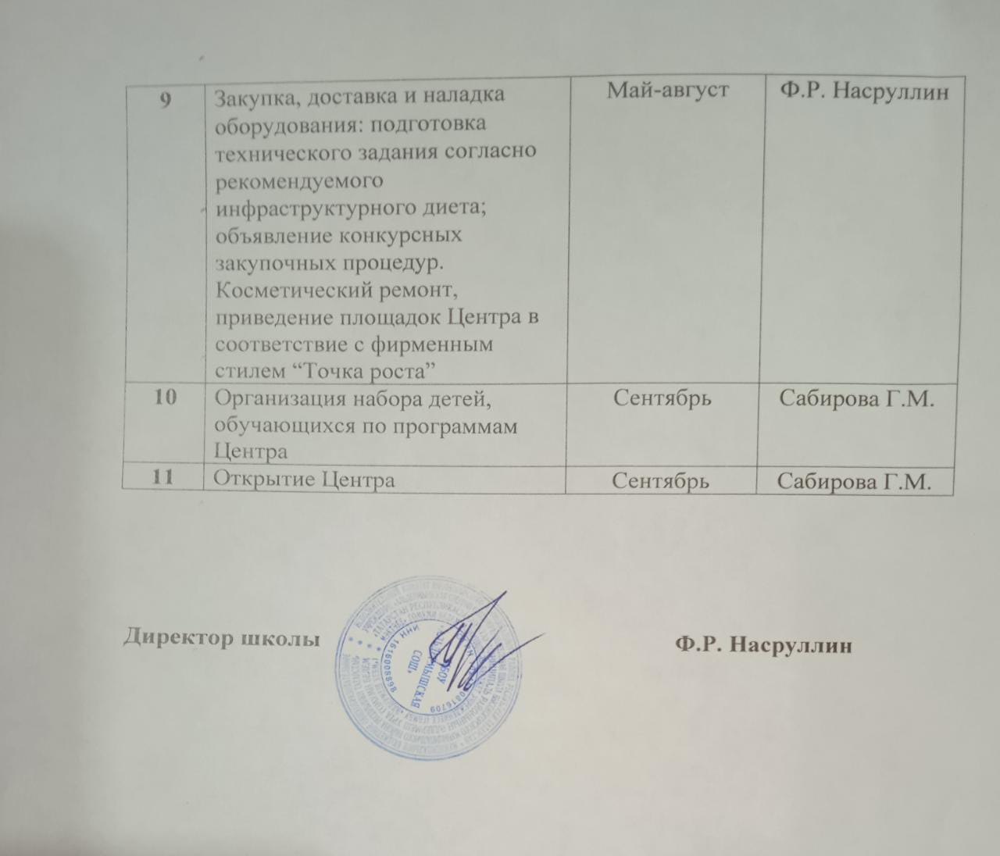 9 Закупка, доставка и наладка Май-август Ф.Р. Насруллин
оборудования: подготовка
технического задания согласно
рекомендуемого
инфраструктурного диета;
объявление конкурсных
закупочных процедур.
Косметический ремонт,
приведение площадок Центра в
соответствие с фирменным
стилем “Точка роста”
10 Организация набора детей, Сентябрь Сабирова Г.М.
обучающихся по программам
Центра
11 Открытие Центра Сентябрь Сабирова Г.М.
Директор школы Ф.Р. Насруллин
СОШ»